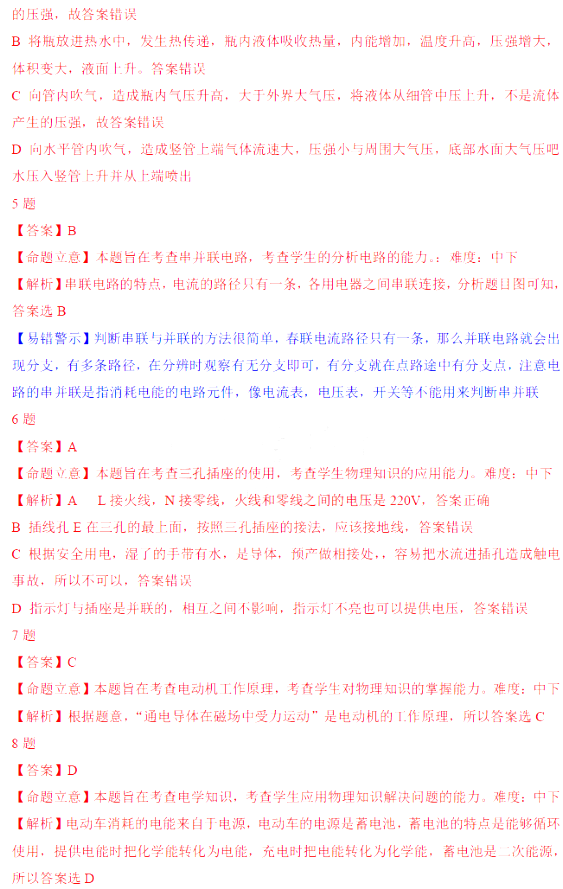 的压强，故答案错误
B 将瓶放进热水中，发生热传递，瓶内液体吸收热量，内能增加，温度升高，压强增大，
体积变大，液面上升。答案错误
C 向管内吹气，造成瓶内气压升高，大于外界大气压，将液体从细管中压上升，不是流体
产生的压强，故答案错误
D 向水平管内吹气，造成竖管上端气体流速大，压强小与周围大气压，底部水面大气压吧
水压入竖管上升并从上端喷出
5 题
【答案】B
【命题立意】本题旨在考查串并联电路，考查学生的分析电路的能力。：难度：中下
【解析】串联电路的特点，电流的路径只有一条，各用电器之间串联连接，分析题目图可知，
答案选 B
【易错警示】判断串联与并联的方法很简单，春联电流路径只有一条，那么并联电路就会出
现分支，有多条路径，在分辨时观察有无分支即可，有分支就在点路途中有分支点，注意电
路的串并联是指消耗电能的电路元件，像电流表，电压表，开关等不能用来判断串并联
6 题
【答案】A
【命题立意】本题旨在考查三孔插座的使用，考查学生物理知识的应用能力。难度：中下
【解析】A L 接火线，N 接零线，火线和零线之间的电压是 220V，答案正确
B 插线孔 E 在三孔的最上面，按照三孔插座的接法，应该接地线，答案错误
C 根据安全用电，湿了的手带有水，是导体，预产做相接处，，容易把水流进插孔造成触电
事故，所以不可以，答案错误
D 指示灯与插座是并联的，相互之间不影响，指示灯不亮也可以提供电压，答案错误
7 题
【答案】C
【命题立意】本题旨在考查电动机工作原理，考查学生对物理知识的掌握能力。难度：中下
【解析】根据题意，“通电导体在磁场中受力运动”是电动机的工作原理，所以答案选 C
8 题
【答案】D
【命题立意】本题旨在考查电学知识，考查学生应用物理知识解决问题的能力。难度：中下
【解析】电动车消耗的电能来自于电源，电动车的电源是蓄电池，蓄电池的特点是能够循环
使用，提供电能时把化学能转化为电能，充电时把电能转化为化学能，蓄电池是二次能源，
所以答案选 D